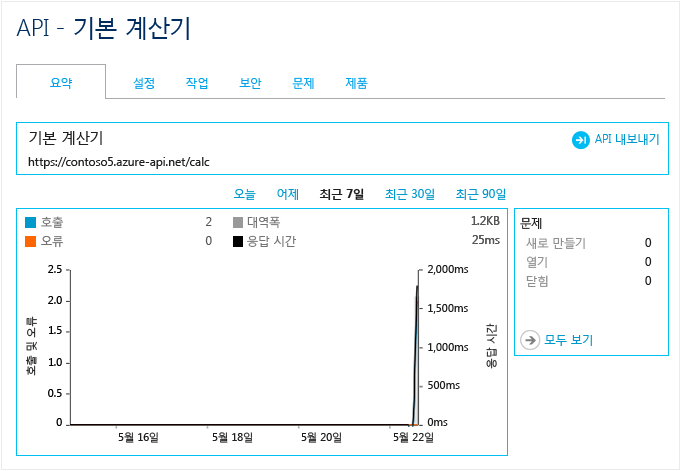 API - 기본 계산기
요약 설정 작업 보안 문제 제품
기본 계산기
API 내보내기
https://contoso5.azure-api.net/calc
오늘 어제 최근 7일 최근 30일 최근 90일
호출 2 대역폭 1.2KB
오류 0 응답 시간 25ms
2.5
2.0
1.5
1.0
0.5
0
호출 및 오류
2,000ms
1,500ms
1,000ms
500ms
0ms
응답 시간
5월 16일 5월 18일 5월 20일 5월 22일
문제
새로 만들기 0
열기 0
닫힘 0
모두 보기